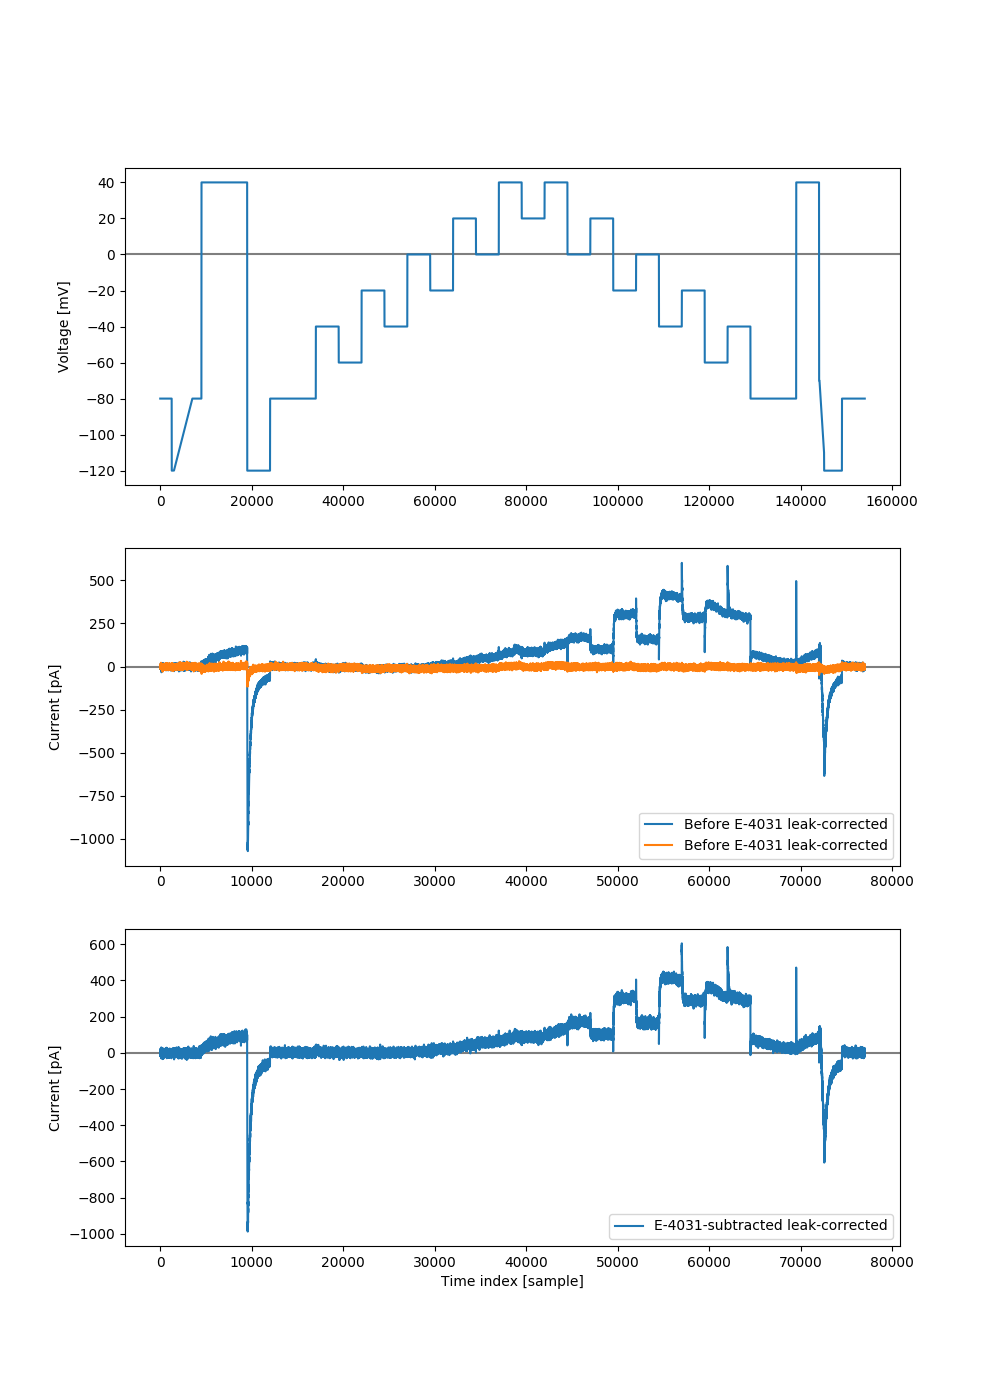 40
20
0
−20
−40
−60
−80
−100
−120
Voltage [mV]
0 20000 40000 60000 80000 100000 120000 140000 160000
500
250
0
−250
−500
−750
−1000
Current [pA]
Before E-4031 leak-corrected
Before E-4031 leak-corrected
0 10000 20000 30000 40000 50000 60000 70000 80000
600
400
200
0
−200
−400
−600
−800
−1000
Current [pA]
E-4031-subtracted leak-corrected
0 10000 20000 30000 40000 50000 60000 70000 80000
Time index [sample]